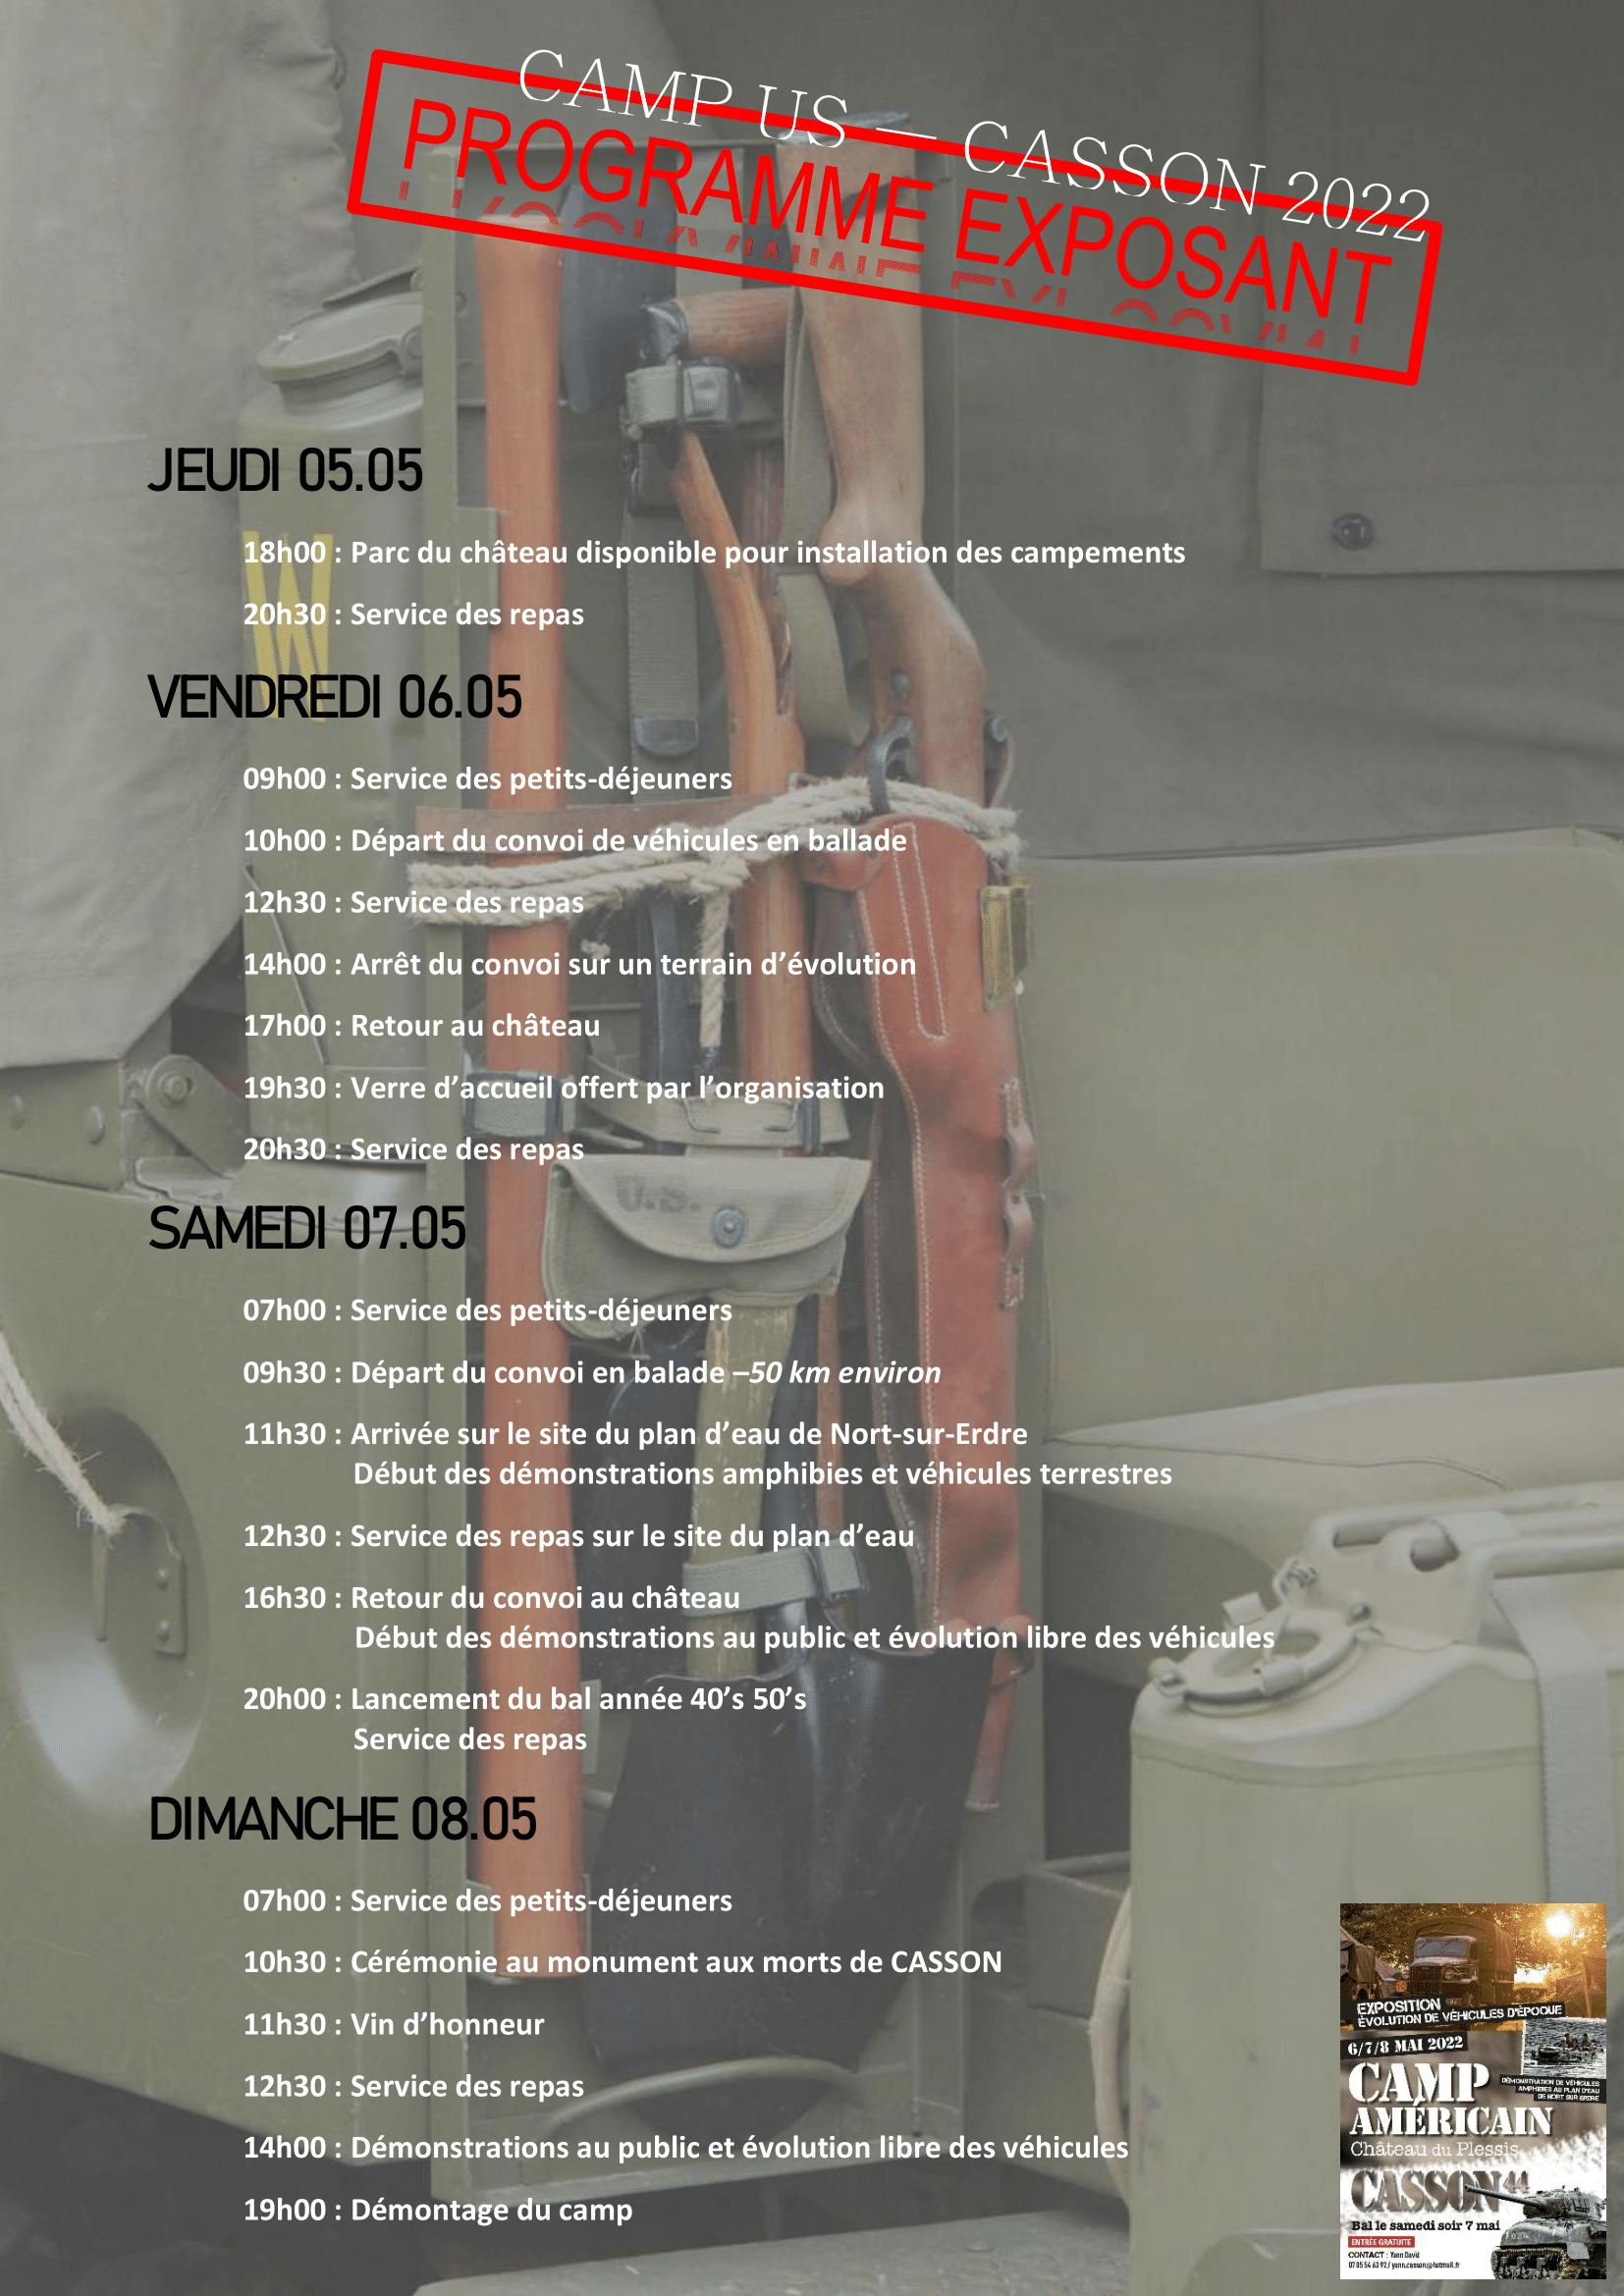 CAMP US — CASSON 2022
PROGRAMME EXPOSANT
JEUDI 05.05
18h00 : Parc du château disponible pour installation des campements
20h30 : Service des repas
VENDREDI 06.05
09h00 : Service des petits-déjeuners
10h00 : Départ du convoi de véhicules en ballade
12h30 : Service des repas
14h00 : Arrêt du convoi sur un terrain d'évolution
17h00 : Retour au château
19h30 : Verre d'accueil offert par l'organisation
20h30 : Service des repas
U.S.
SAMEDI 07.05
07h00 : Service des petits-déjeuners
09h30 : Départ du convoi en balade –50 km environ
11h30 : Arrivée sur le site du plan d'eau de Nort-sur-Erdre
Début des démonstrations amphibies et véhicules terrestres
12h30 : Service des repas sur le site du plan d'eau
16h30 : Retour du convoi au château
Début des démonstrations au public et évolution libre des véhicules
20h00 : Lancement du bal année 40's 50's
Service des repas
DIMANCHE 08.05
07h00 : Service des petits-déjeuners
10h30 : Cérémonie au monument aux morts de CASSON
11h30 : Vin d'honneur
12h30 : Service des repas
14h00 : Démonstrations au public et évolution libre des véhicules
19h00 : Démontage du camp
EXPOSITION
ÉVOLUTION DE VÉHICULES D'ÉPOQUE
6/7/8 MAI 2022
DÉMONSTRATION DE VÉHICULES
AMPHIBIES AU PLAN D'EAU
DE NORT SUR ERDRE
CAMP
AMÉRICAIN
Château du Plessis
CASSON 44
Bal le samedi soir 7 mai
ENTRÉE GRATUITE
CONTACT : Yann David
07 85 54 63 92 / yann.casson@hotmail.fr